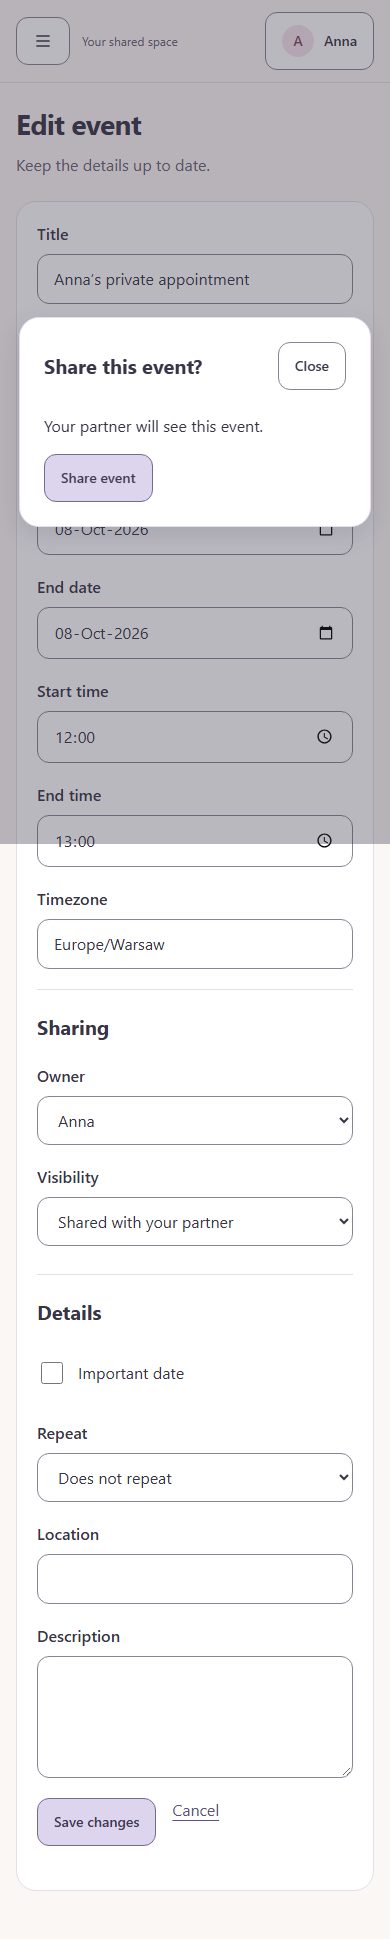 Your shared space
A
Anna
Edit event
Keep the details up to date.
Title
Anna's private appointment
Share this event?
Close
Your partner will see this event.
Share event
08-Oct-2026
End date
08-Oct-2026
Start time
12:00
End time
13:00
Timezone
Europe/Warsaw
Sharing
Owner
Anna
Visibility
Shared with your partner
Details
Important date
Repeat
Does not repeat
Location
Description
Save changes
Cancel